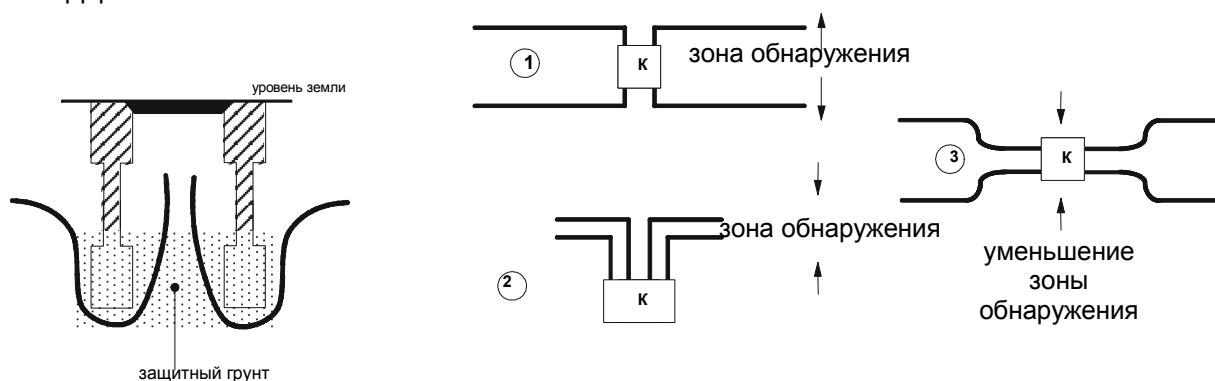 уровень земли
защитный грунт
1
К
зона обнаружения
2
К
зона обнаружения
3
К
уменьшение
зоны
обнаружения